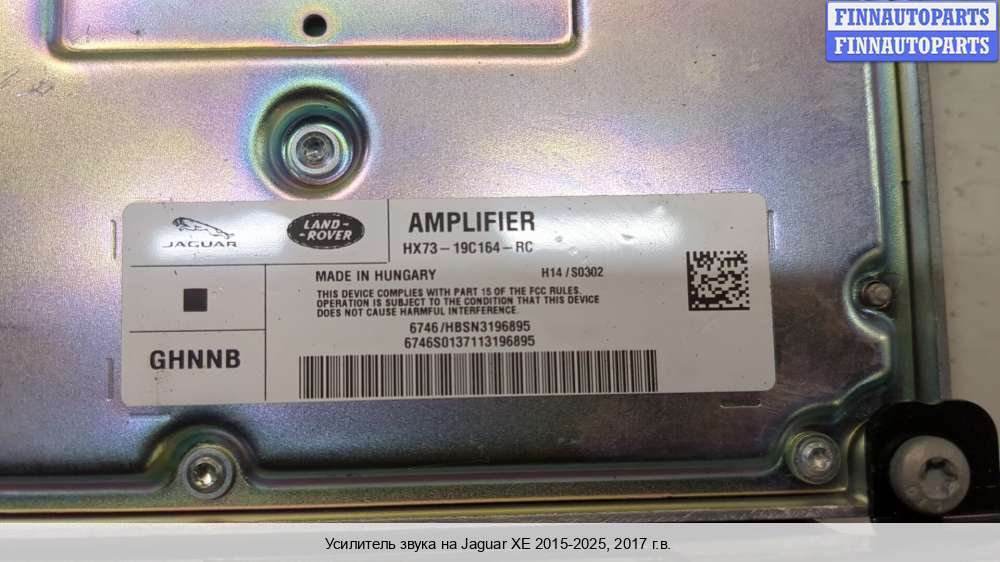 FINNAUTOPARTS
FINNAUTOPARTS
JAGUAR
LAND-
-ROVER
AMPLIFIER
HX73-19C164-RC
MADE IN HUNGARY
H14/S0302
THIS DEVICE COMPLIES WITH PART 15 OF THE FCC RULES.
OPERATION IS SUBJECT TO THE CONDITION THAT THIS DEVICE
DOES NOT CAUSE HARMFUL INTERFERENCE.
6746/HBSN3196895
6746S0137113196895
GHNNB
Усилитель звука на Jaguar XE 2015-2025, 2017 г.в.